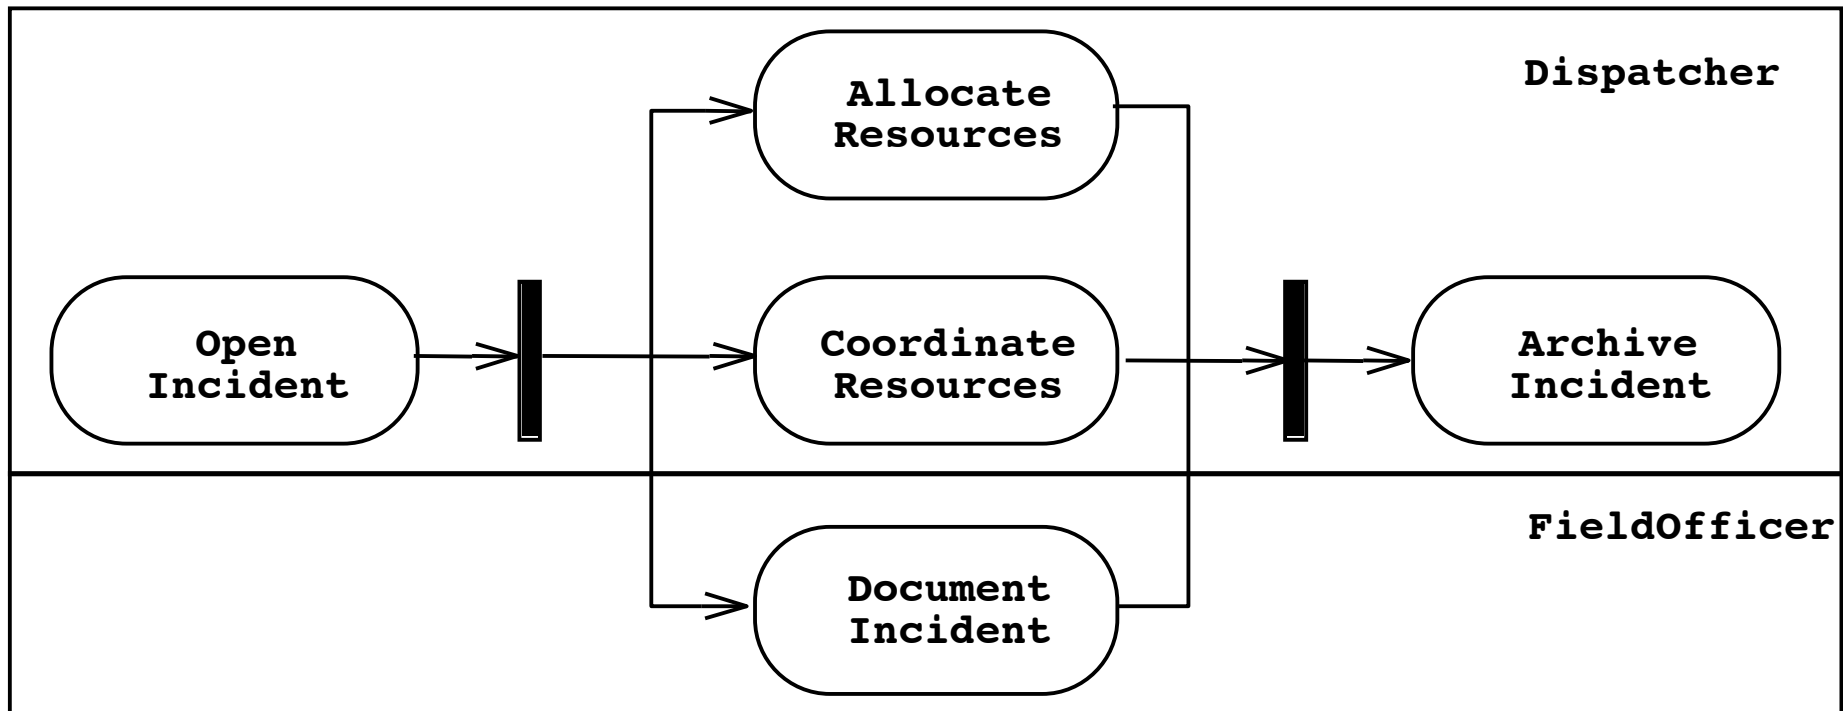 Dispatcher
Allocate
Resources
Open
Incident
Coordinate
Resources
Archive
Incident
FieldOfficer
Document
Incident